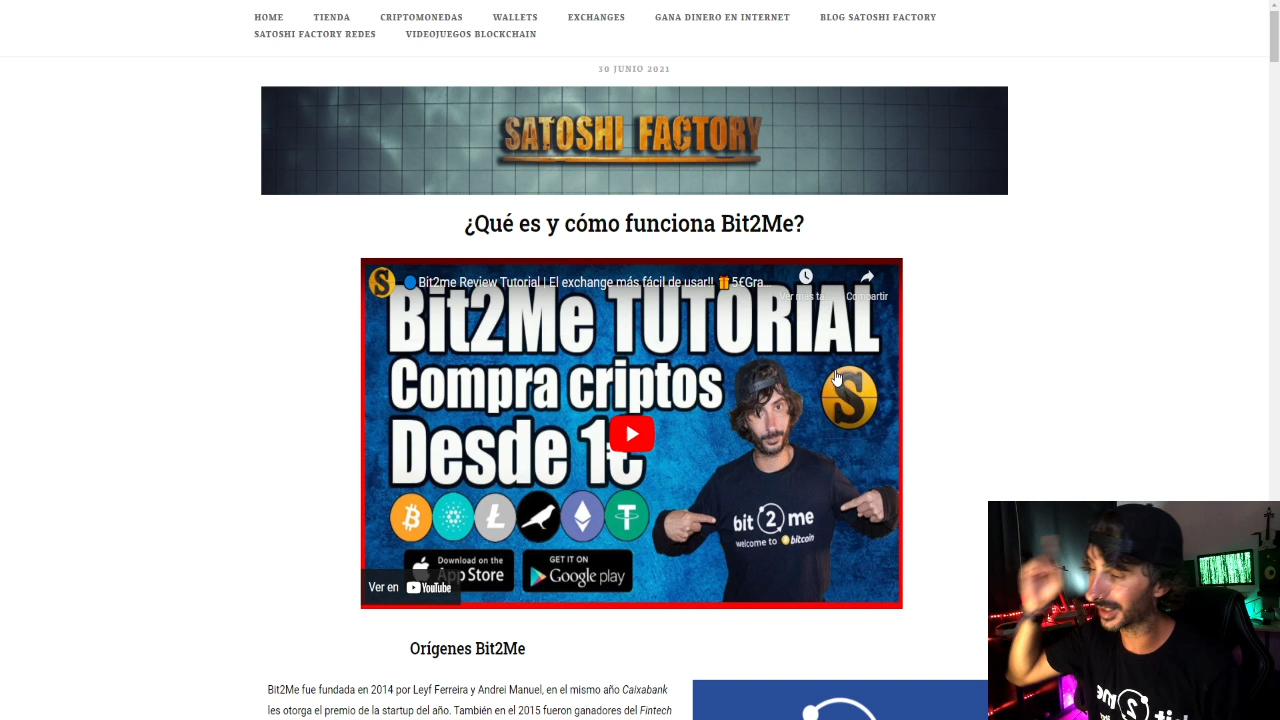 HOME TIENDA CRIPTOMONEDAS WALLETS EXCHANGES GANA DINERO EN INTERNET BLOG SATOSHI FACTORY
SATOSHI FACTORY REDES VIDEOJUEGOS BLOCKCHAIN
30 JUNIO 2021
SATOSHI FACTORY
¿Qué es y cómo funciona Bit2Me?
Bit2me Review Tutorial | El exchange más fácil de usar!! 5€Gra...
Ver más ta... Compartir
Bit2Me TUTORIAL
Compra criptos
Desde 1€
bit 2 me
welcome to bitcoin
Download on the App Store
GET IT ON Google play
Ver en YouTube
Orígenes Bit2Me
Bit2Me fue fundada en 2014 por Leyf Ferreira y Andrei Manuel, en el mismo año Caixabank
les otorga el premio de la startup del año. También en el 2015 fueron ganadores del Fintech